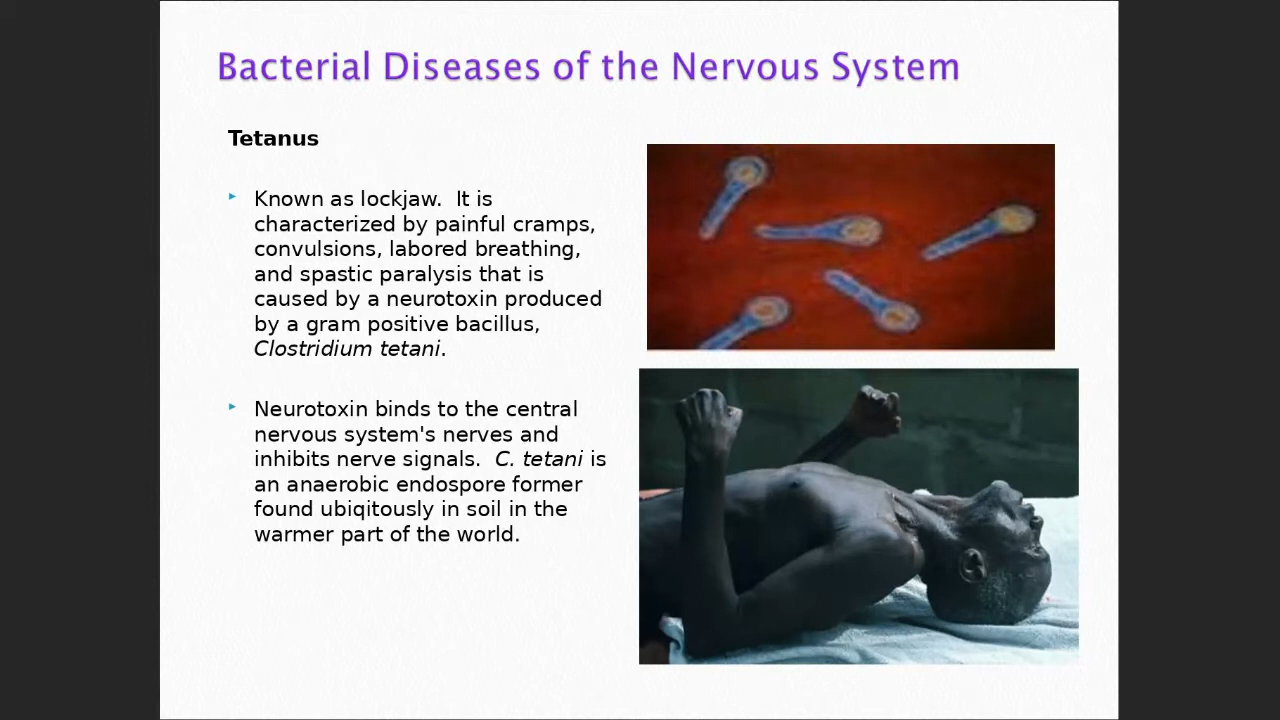 Bacterial Diseases of the Nervous System
Tetanus
Known as lockjaw.  It is
characterized by painful cramps,
convulsions, labored breathing,
and spastic paralysis that is
caused by a neurotoxin produced
by a gram positive bacillus,
Clostridium tetani.
Neurotoxin binds to the central
nervous system's nerves and
inhibits nerve signals.  C. tetani is
an anaerobic endospore former
found ubiqitously in soil in the
warmer part of the world.